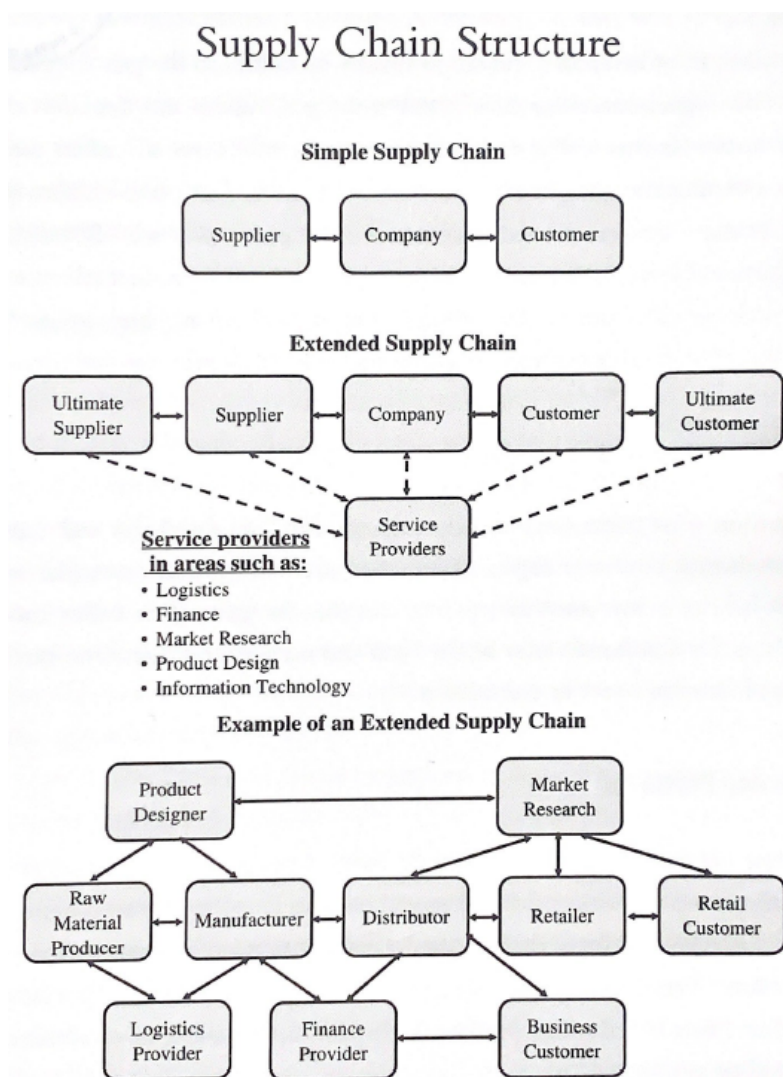 Supply Chain Structure
Simple Supply Chain
Supplier
Company
Customer
Extended Supply Chain
Ultimate
Supplier
Supplier
Company
Customer
Ultimate
Customer
Service
Providers
Service providers
in areas such as:
• Logistics
• Finance
• Market Research
• Product Design
• Information Technology
Example of an Extended Supply Chain
Product
Designer
Market
Research
Raw
Material
Producer
Manufacturer
Distributor
Retailer
Retail
Customer
Logistics
Provider
Finance
Provider
Business
Customer